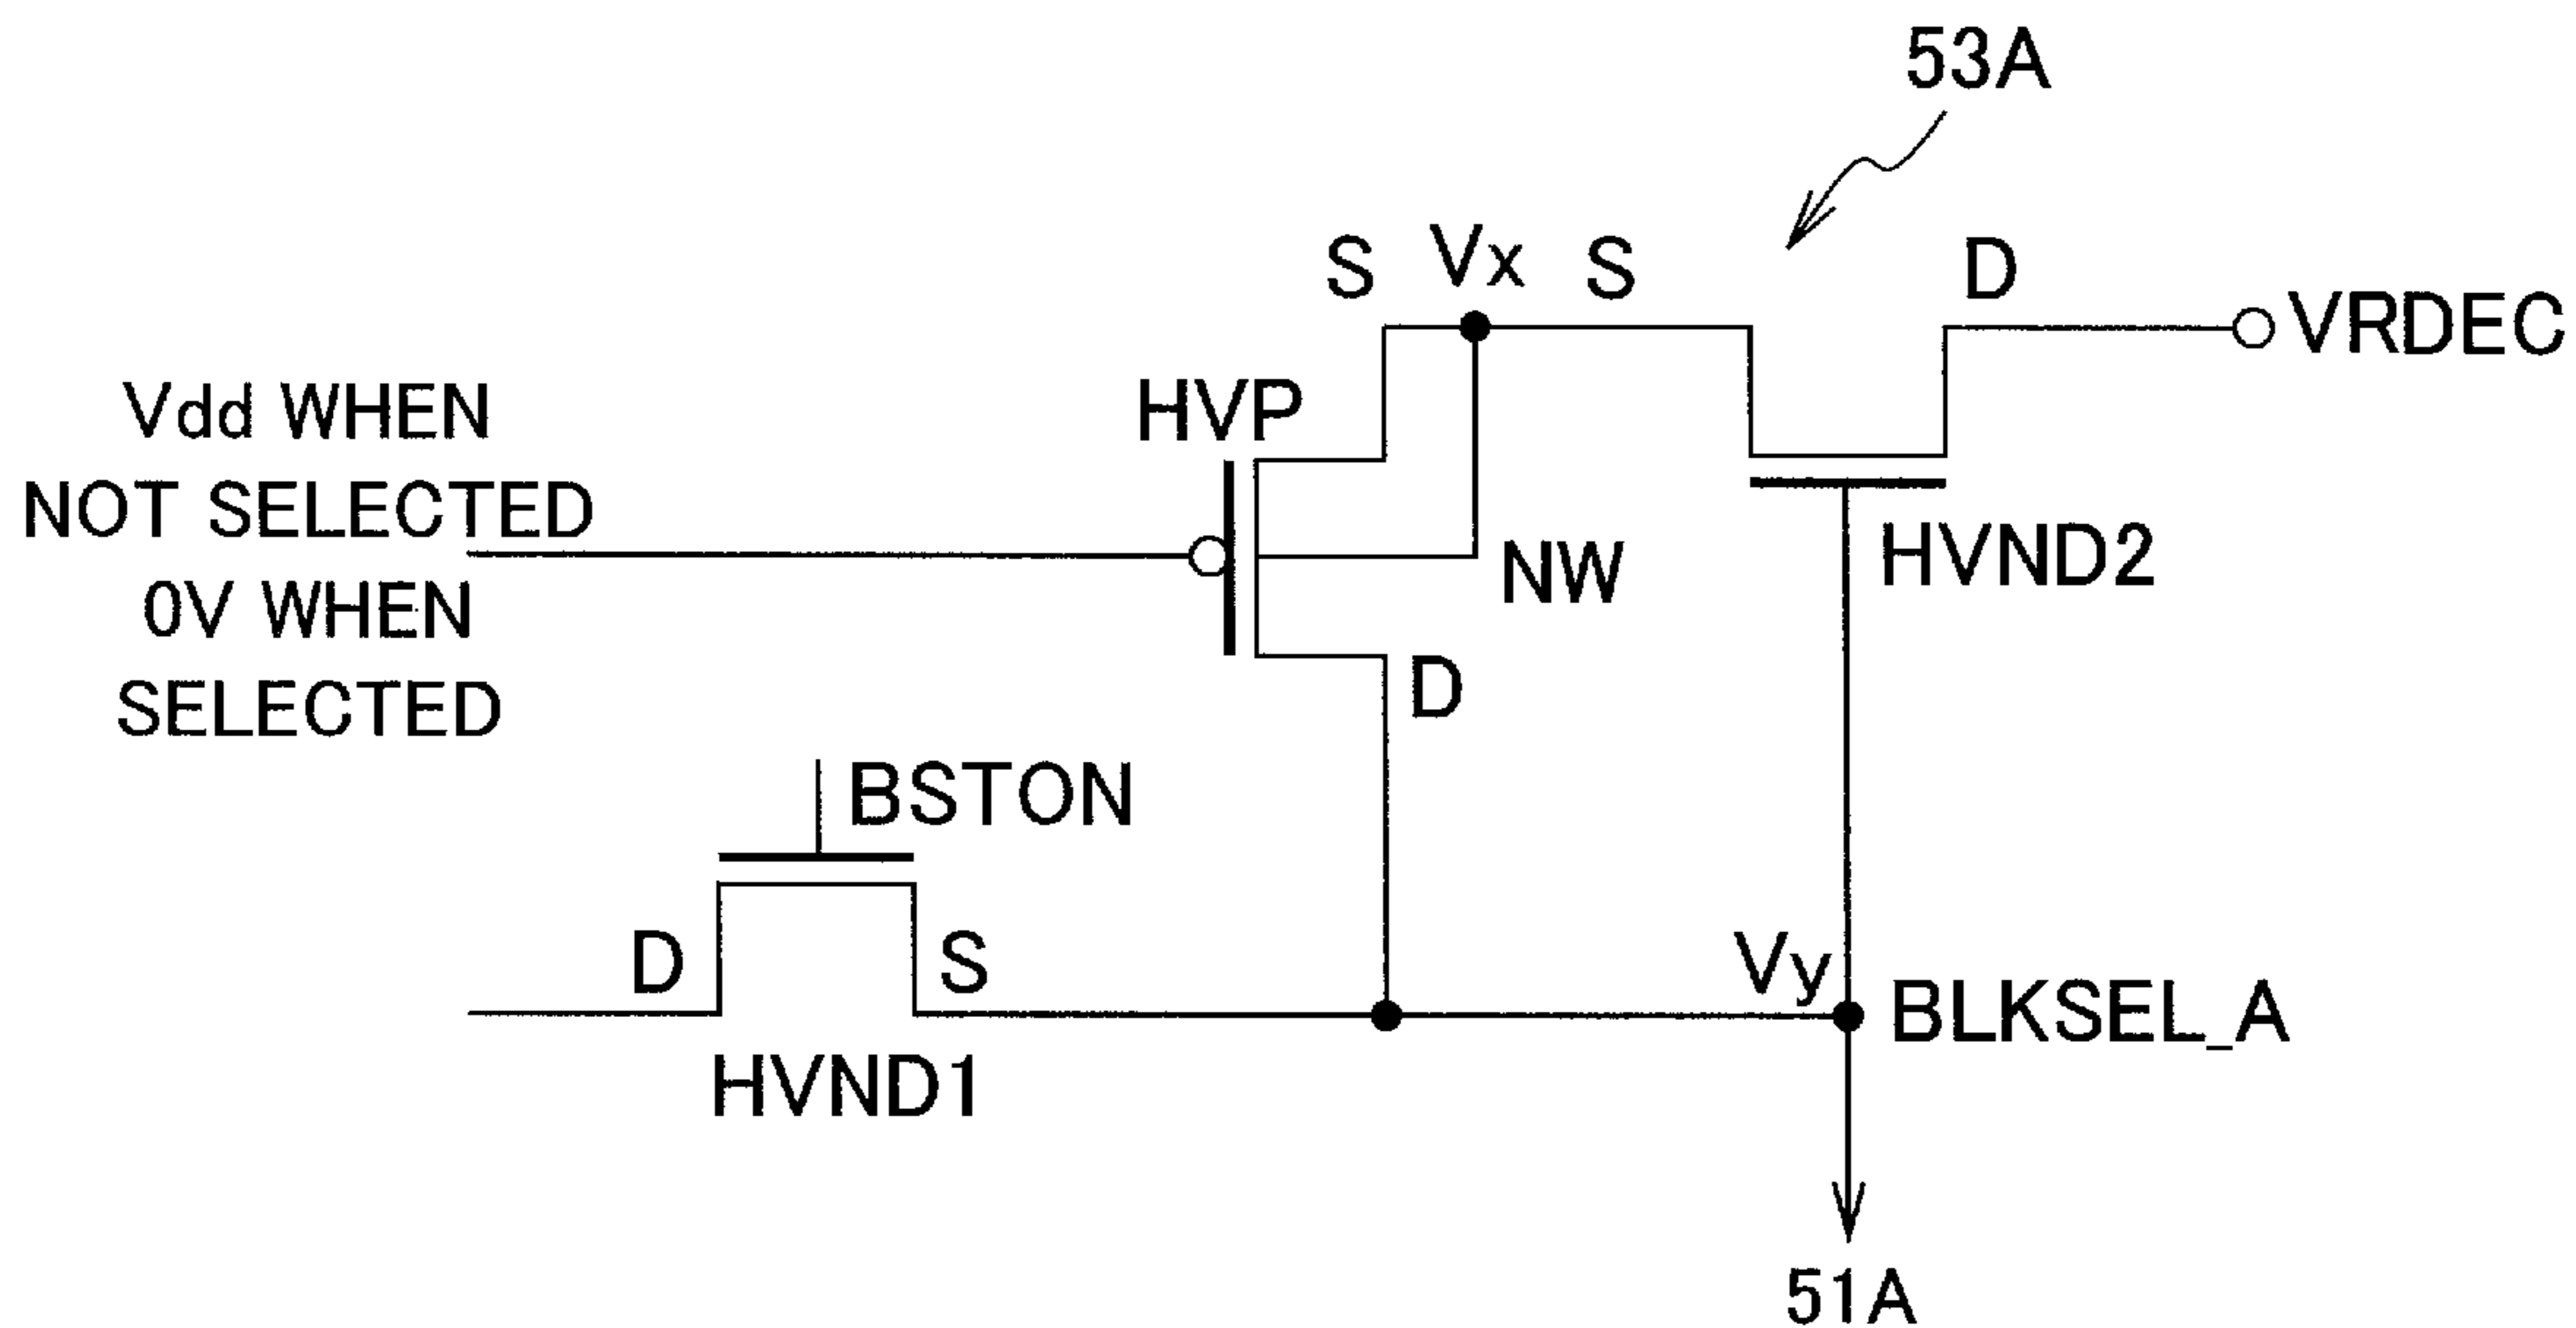 53A
S Vx S D
VRDEC
Vdd WHEN
NOT SELECTED
0V WHEN
SELECTED
HVP
NW
HVND2
D
BSTON
D S
Vy
BLKSEL_A
HVND1
51A